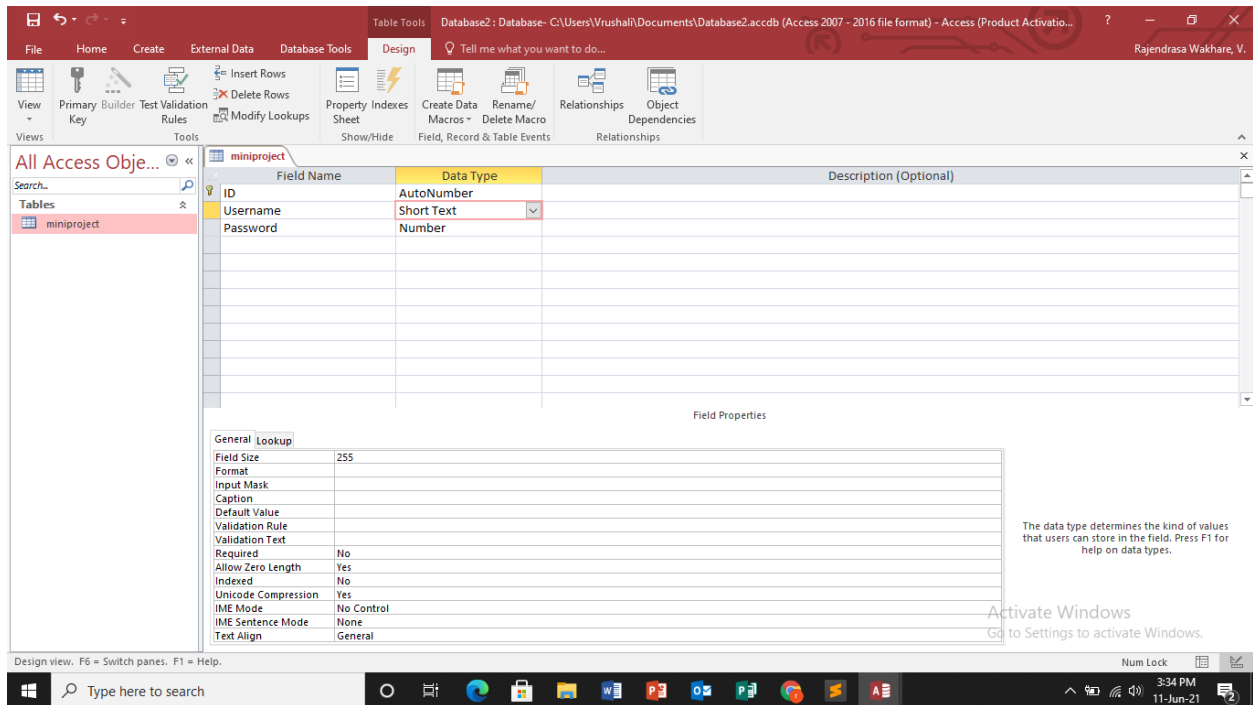 Table Tools Database2 : Database- C:\Users\Vrushali\Documents\Database2.accdb (Access 2007 - 2016 file format) - Access (Product Activatio... ?
File Home Create External Data Database Tools Design Tell me what you want to do... Rajendrasa Wakhare, V.
View
Primary Key
Builder
Test Validation Rules
Insert Rows
Delete Rows
Modify Lookups
Property Sheet
Indexes
Create Data Macros
Rename/ Delete Macro
Relationships
Object Dependencies
Views Tools Show/Hide Field, Record & Table Events Relationships
All Access Obje... «
Search...
Tables
miniproject
miniproject
Field Name Data Type Description (Optional)
ID AutoNumber
Username Short Text
Password Number
Field Properties
General Lookup
Field Size 255
Format
Input Mask
Caption
Default Value
Validation Rule
Validation Text
Required No
Allow Zero Length Yes
Indexed No
Unicode Compression Yes
IME Mode No Control
IME Sentence Mode None
Text Align General
The data type determines the kind of values
that users can store in the field. Press F1 for
help on data types.
Activate Windows
Go to Settings to activate Windows.
Design view. F6 = Switch panes. F1 = Help. Num Lock
Type here to search
3:34 PM
11-Jun-21
2